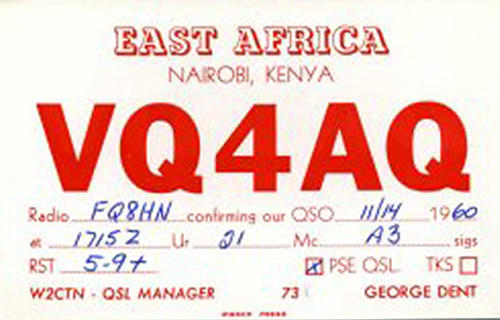 EAST AFRICA
NAIROBI, KENYA
VQ4AQ
Radio FQ8HN confirming our QSO 11/14 1960
at 1715Z Ur 21 Mc A3 sigs
RST 5-9+ PSE QSL TKS
W2CTN - QSL MANAGER 73 GEORGE DENT